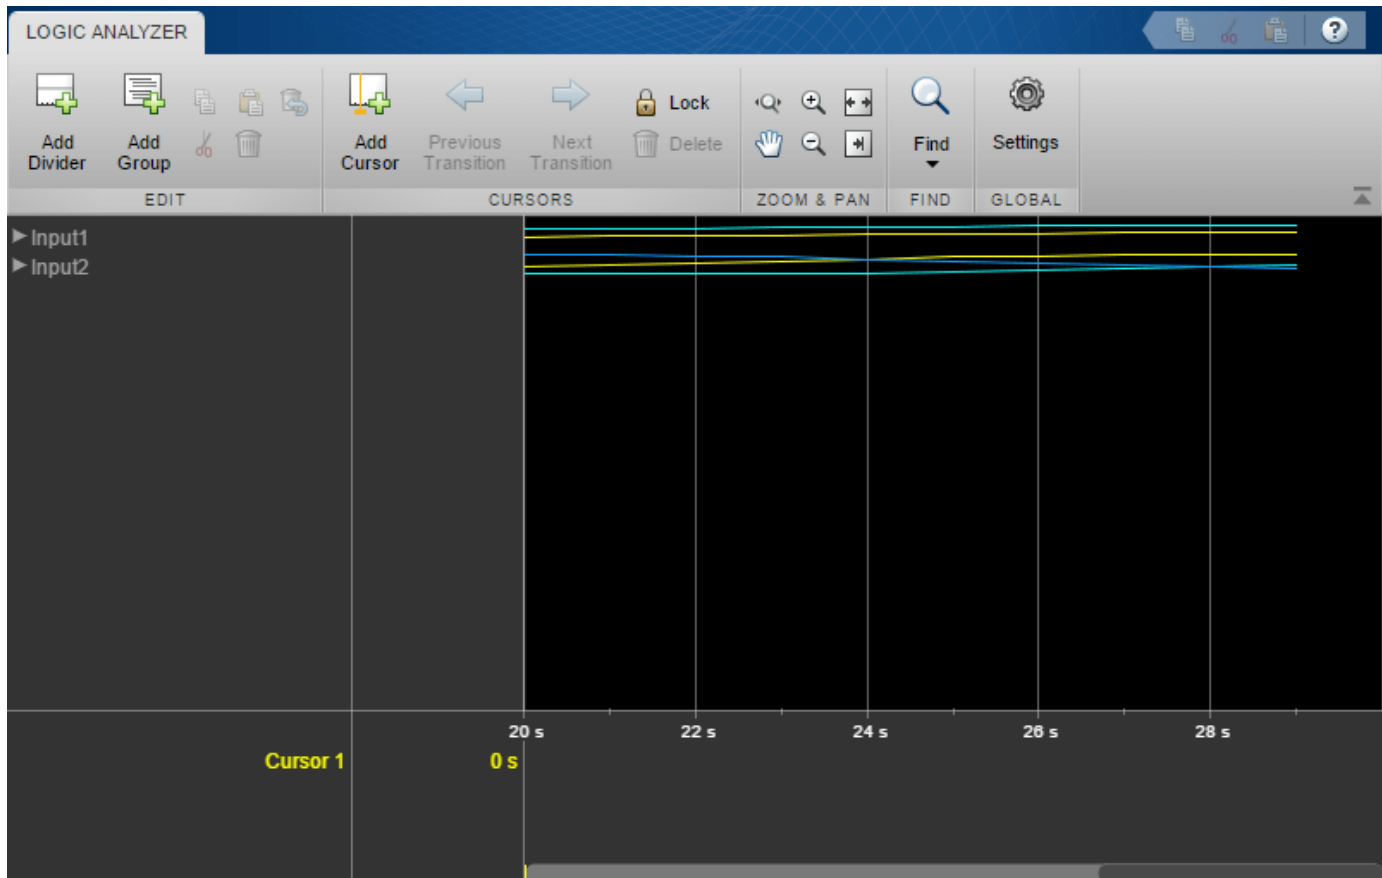 LOGIC ANALYZER
?
Add Divider
Add Group
Add Cursor
Previous Transition
Next Transition
Lock
Delete
Find
Settings
EDIT
CURSORS
ZOOM & PAN
FIND
GLOBAL
Input1
Input2
20 s 22 s 24 s 26 s 28 s
Cursor 1 0 s